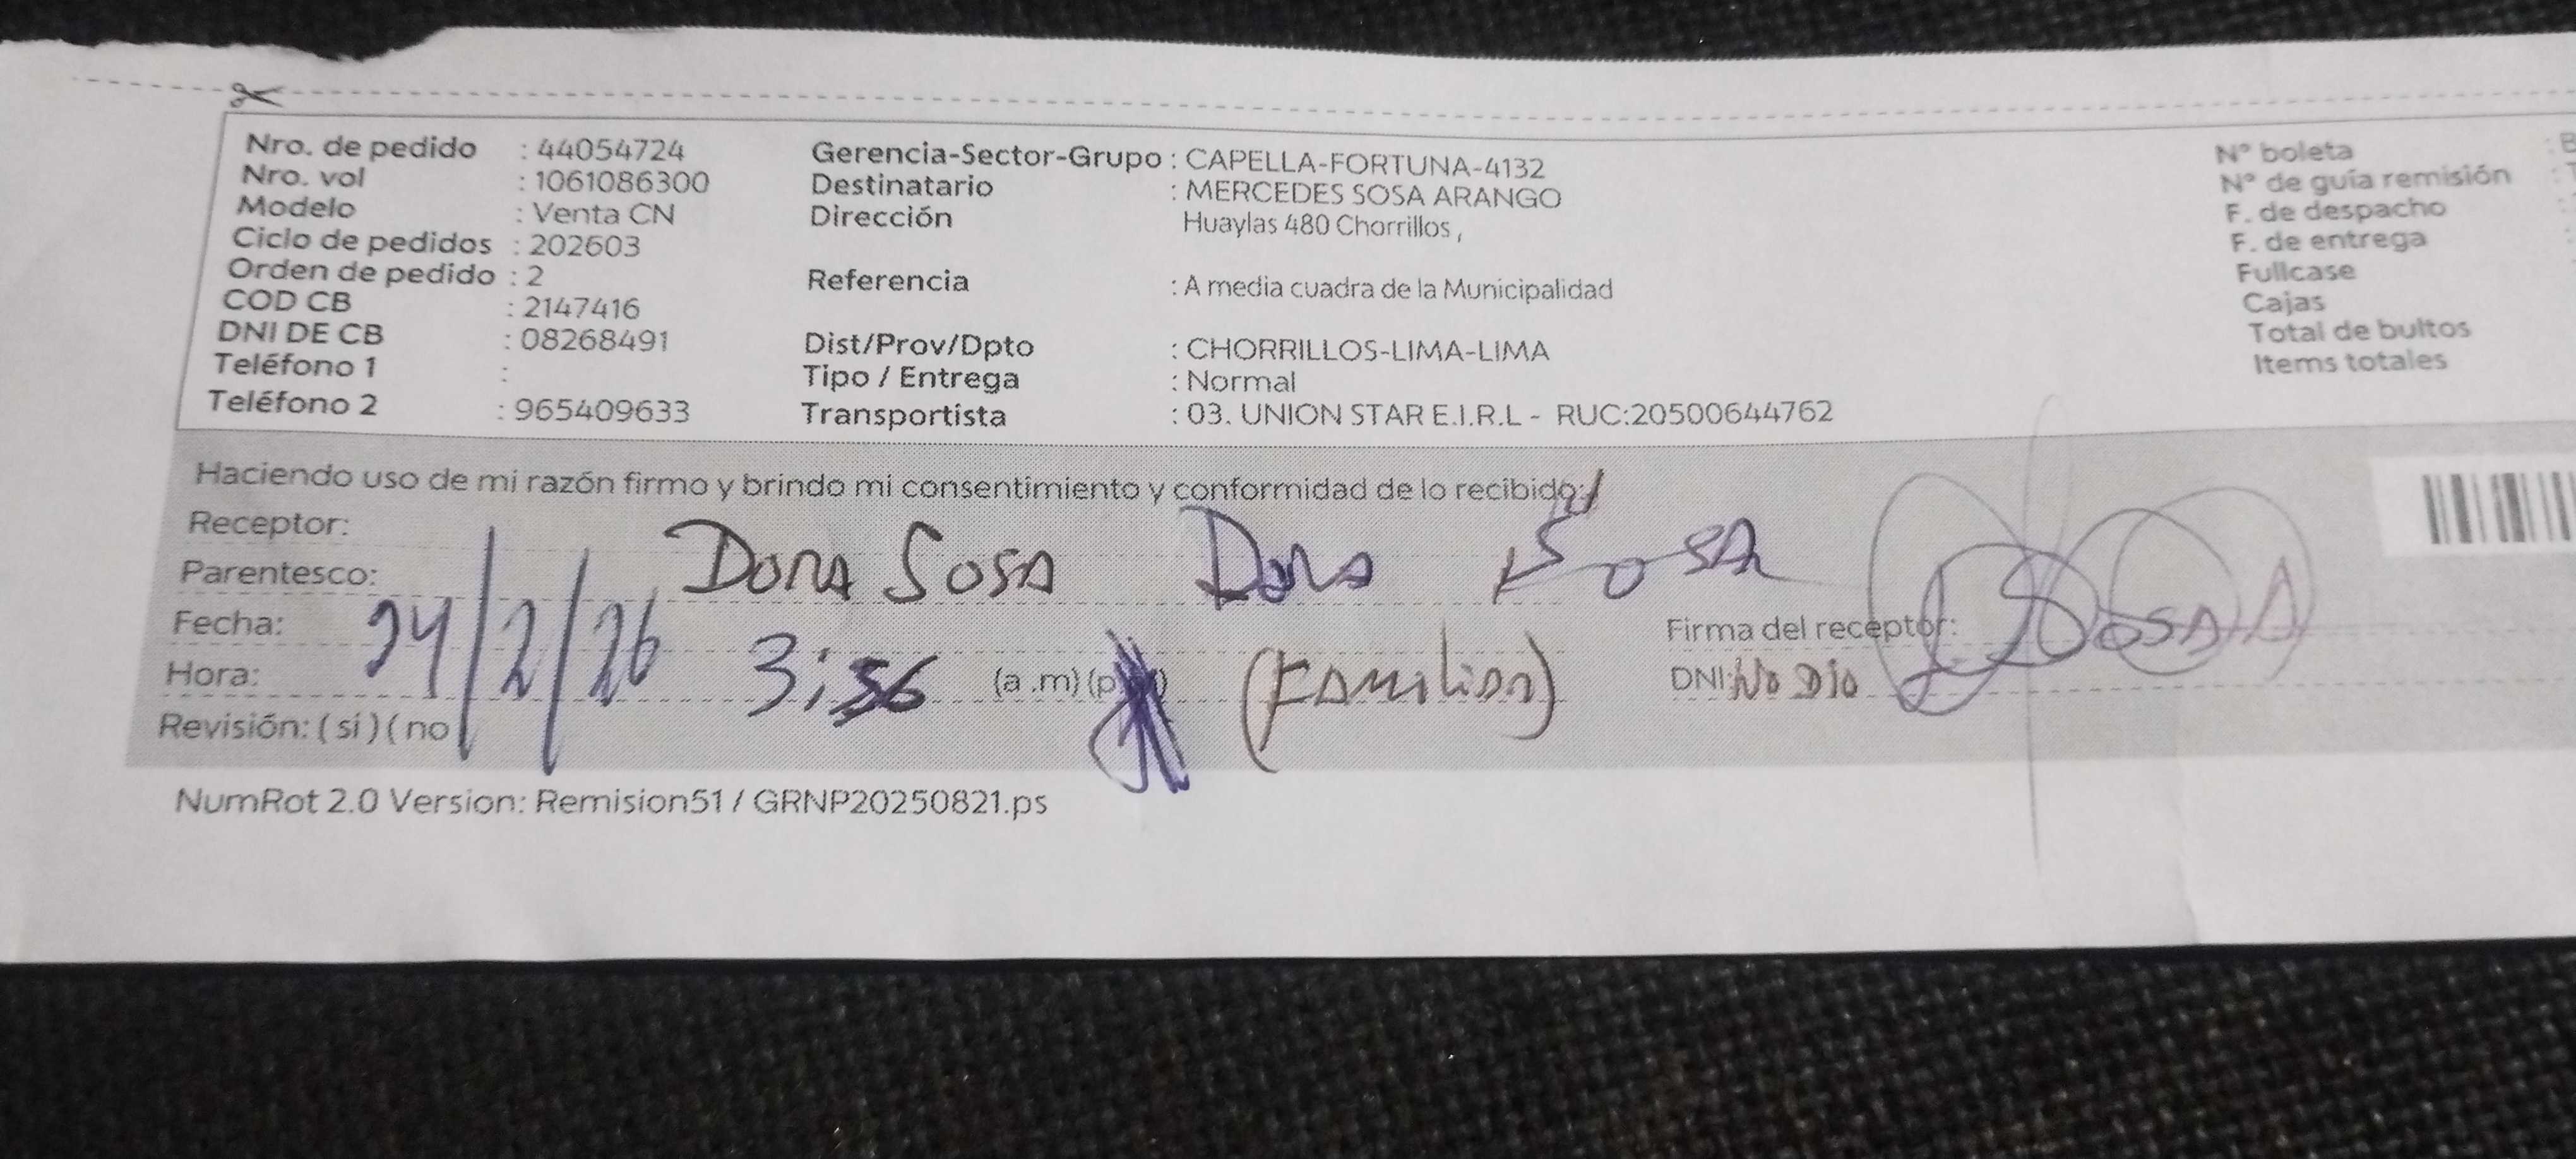 Nro. de pedido : 44054724
Nro. vol : 1061086300
Modelo : Venta CN
Ciclo de pedidos : 202603
Orden de pedido : 2
COD CB : 2147416
DNI DE CB : 08268491
Teléfono 1 :
Teléfono 2 : 965409633
Gerencia-Sector-Grupo : CAPELLA-FORTUNA-4132
Destinatario : MERCEDES SOSA ARANGO
Dirección Huaylas 480 Chorrillos,
Referencia : A media cuadra de la Municipalidad
Dist/Prov/Dpto : CHORRILLOS-LIMA-LIMA
Tipo / Entrega : Normal
Transportista : 03. UNION STAR E.I.R.L - RUC:20500644762
N° boleta : B
N° de guía remisión :
F. de despacho :
F. de entrega :
Fullcase
Cajas
Total de bultos
Items totales
Haciendo uso de mi razón firmo y brindo mi consentimiento y conformidad de lo recibido:
Receptor:
Dora Sosa Dora Sosa
Parentesco:
Fecha: 24/2/26
Firma del receptor: Sosa A
Hora: 3:56 (a .m) (p (Familiar)
DNI: No Dio
Revisión: ( si ) ( no
NumRot 2.0 Version: Remision51 / GRNP20250821.ps